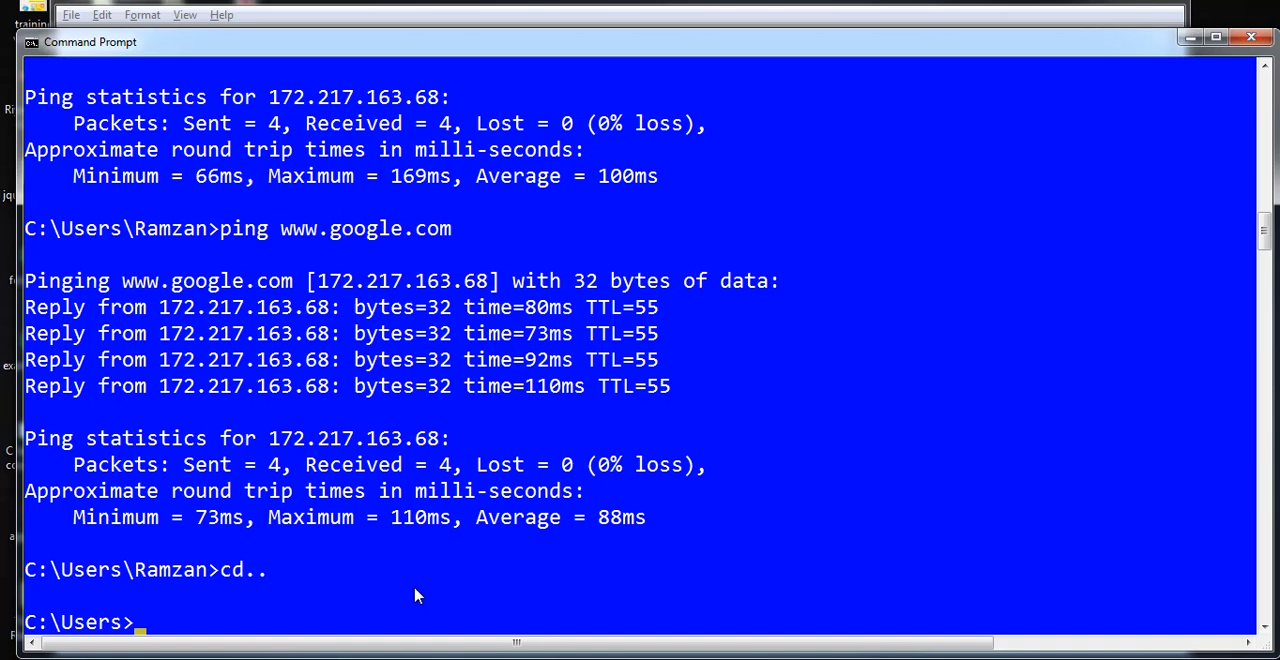 training
File Edit Format View Help
Command Prompt
Ping statistics for 172.217.163.68:
Packets: Sent = 4, Received = 4, Lost = 0 (0% loss),
Approximate round trip times in milli-seconds:
Minimum = 66ms, Maximum = 169ms, Average = 100ms
C:\Users\Ramzan>ping www.google.com
Pinging www.google.com [172.217.163.68] with 32 bytes of data:
Reply from 172.217.163.68: bytes=32 time=80ms TTL=55
Reply from 172.217.163.68: bytes=32 time=73ms TTL=55
Reply from 172.217.163.68: bytes=32 time=92ms TTL=55
Reply from 172.217.163.68: bytes=32 time=110ms TTL=55
Ping statistics for 172.217.163.68:
Packets: Sent = 4, Received = 4, Lost = 0 (0% loss),
Approximate round trip times in milli-seconds:
Minimum = 73ms, Maximum = 110ms, Average = 88ms
C:\Users\Ramzan>cd..
C:\Users>